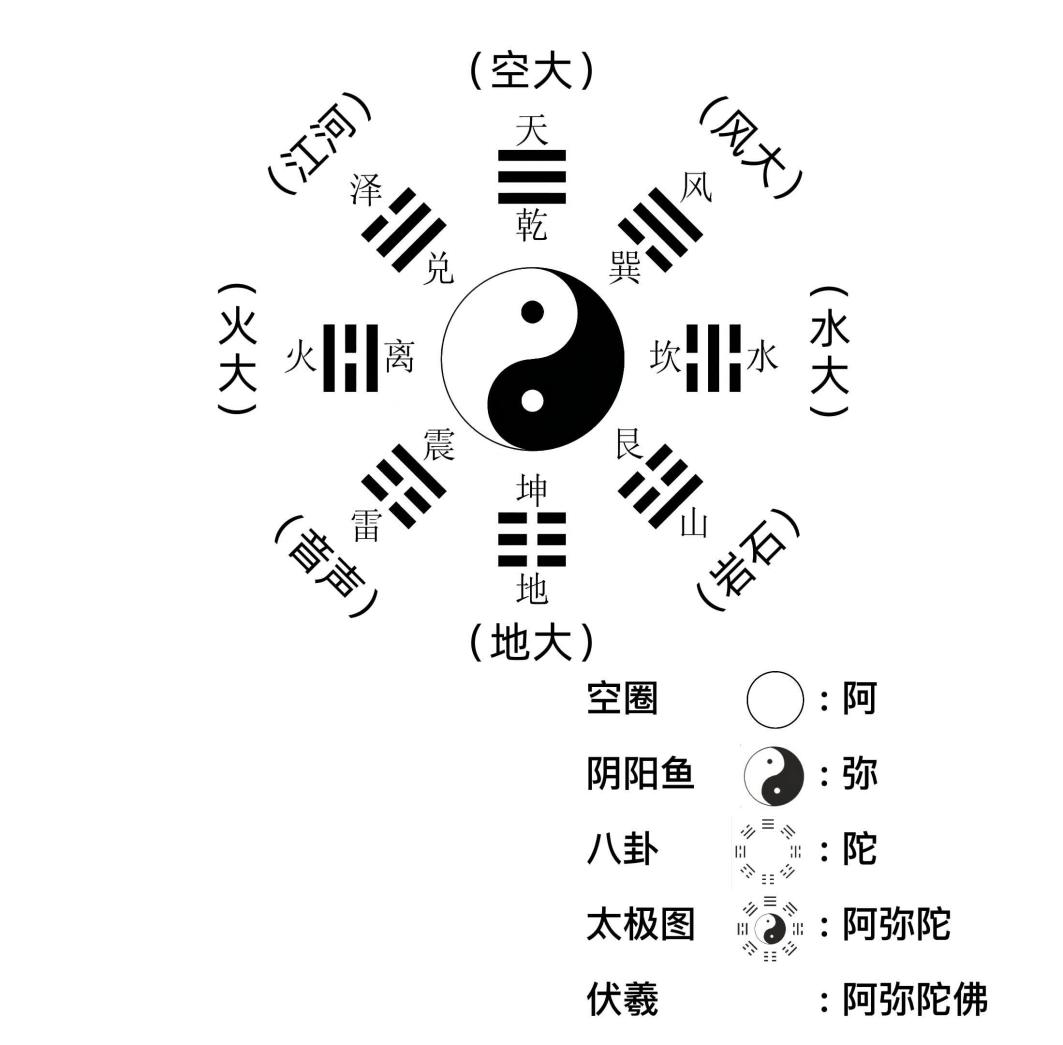 （空大）
（江河）
（风大）
天
泽
风
乾
兑
巽
（火大）
火
离
坎
水
（水大）
震
艮
雷
坤
山
（音声）
地
（岩石）
（地大）
空圈 ：阿
阴阳鱼 ：弥
八卦 ：陀
太极图 ：阿弥陀
伏羲 ：阿弥陀佛